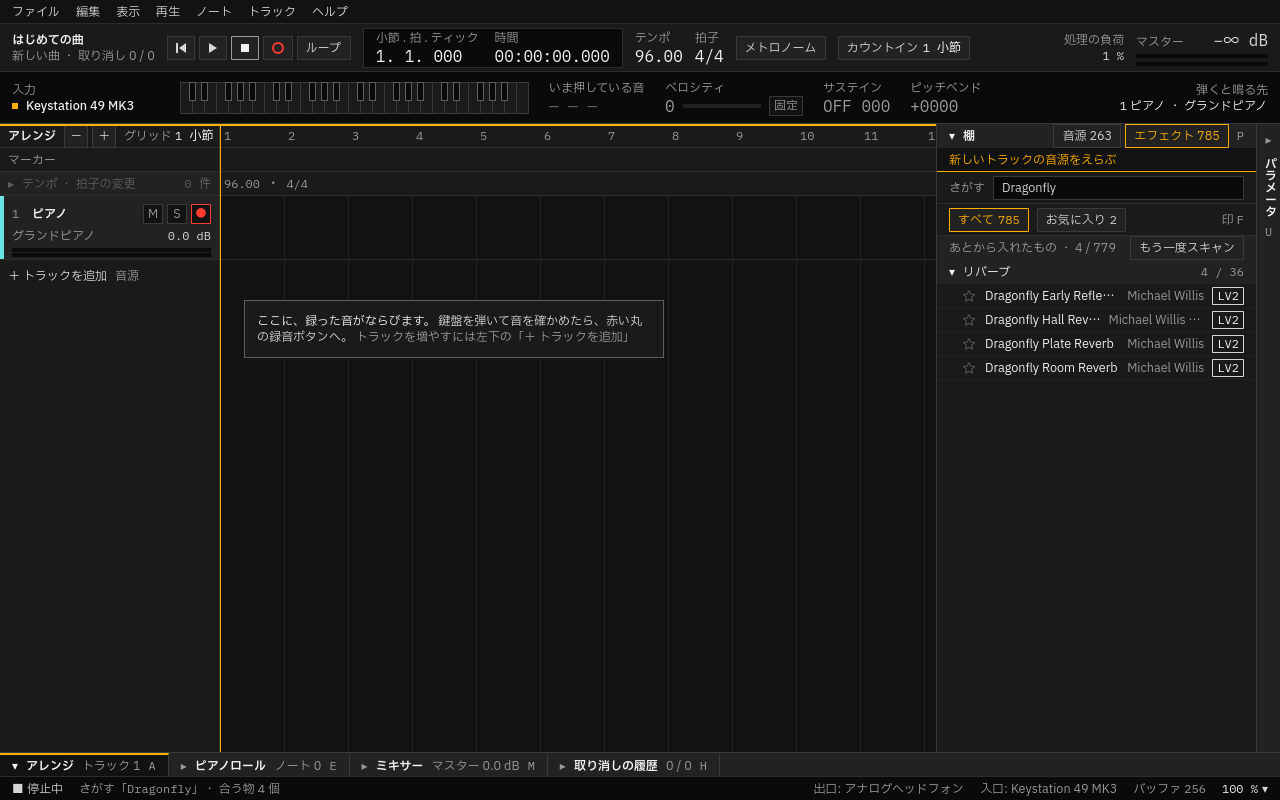 ファイル 編集 表示 再生 ノート トラック ヘルプ
はじめての曲
新しい曲 · 取り消し 0 / 0
ループ
小節 . 拍 . ティック 時間
1. 1. 000 00:00:00.000
テンポ 拍子
96.00 4/4
メトロノーム
カウントイン 1 小節
処理の負荷
1 %
マスター −∞ dB
入力
Keystation 49 MK3
いま押している音
— — —
ベロシティ
0 固定
サステイン
OFF 000
ピッチベンド
+0000
弾くと鳴る先
1 ピアノ · グランドピアノ
アレンジ − + グリッド 1 小節
1 2 3 4 5 6 7 8 9 10 11 1
マーカー
▸ テンポ · 拍子の変更 0 件
96.00 · 4/4
1 ピアノ M S
グランドピアノ 0.0 dB
+ トラックを追加 音源
ここに、録った音がならびます。 鍵盤を弾いて音を確かめたら、赤い丸
の録音ボタンへ。 トラックを増やすには左下の「+ トラックを追加」
▾ 棚 音源 263 エフェクト 785 P
新しいトラックの音源をえらぶ
さがす Dragonfly
すべて 785 お気に入り 2 印 F
あとから入れたもの · 4 / 779 もう一度スキャン
▾ リバーブ 4 / 36
☆ Dragonfly Early Refle… Michael Willis LV2
☆ Dragonfly Hall Rev… Michael Willis … LV2
☆ Dragonfly Plate Reverb Michael Willis LV2
☆ Dragonfly Room Reverb Michael Willis LV2
▸ パラメータ U
▾ アレンジ トラック 1 A
▸ ピアノロール ノート 0 E
▸ ミキサー マスター 0.0 dB M
▸ 取り消しの履歴 0 / 0 H
■ 停止中 さがす「Dragonfly」 · 合う物 4 個
出口: アナログヘッドフォン 入口: Keystation 49 MK3 バッファ 256 100 % ▾